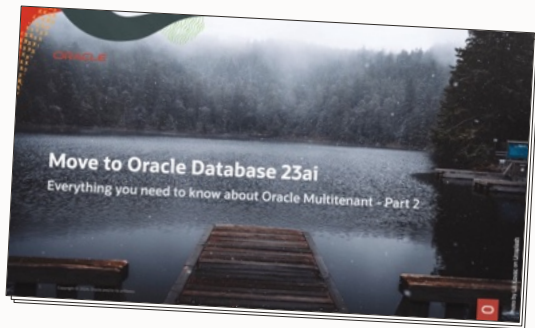 ORACLE
Move to Oracle Database 23ai
Everything you need to know about Oracle Multitenant - Part 2